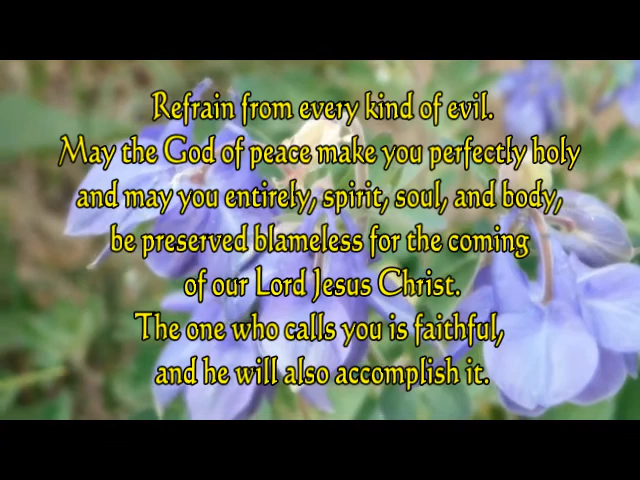 Refrain from every kind of evil.
May the God of peace make you perfectly holy
and may you entirely, spirit, soul, and body,
be preserved blameless for the coming
of our Lord Jesus Christ.
The one who calls you is faithful,
and he will also accomplish it.